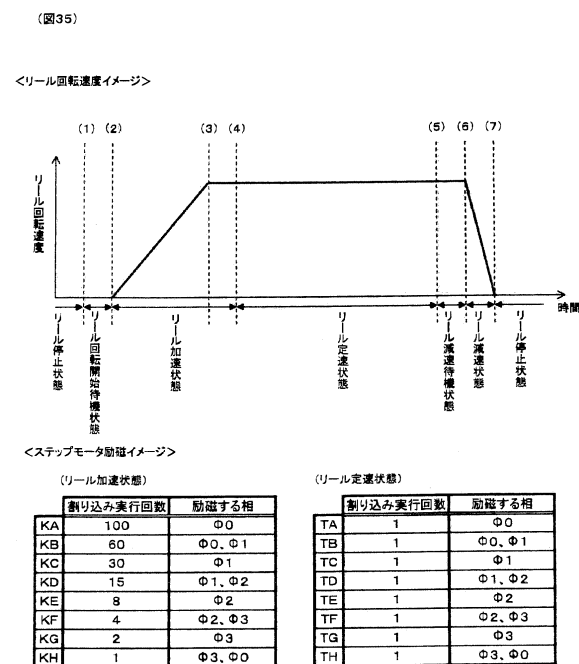 (図35)
<リール回転速度イメージ>
(1) (2) (3) (4) (5) (6) (7)
リール回転速度
時間
リール停止状態
リール回転開始待機状態
リール加速状態
リール定速状態
リール減速待機状態
リール減速状態
リール停止状態
<ステップモータ励磁イメージ>
(リール加速状態)
割り込み実行回数 励磁する相
KA 100 Φ0
KB 60 Φ0、Φ1
KC 30 Φ1
KD 15 Φ1、Φ2
KE 8 Φ2
KF 4 Φ2、Φ3
KG 2 Φ3
KH 1 Φ3、Φ0
(リール定速状態)
割り込み実行回数 励磁する相
TA 1 Φ0
TB 1 Φ0、Φ1
TC 1 Φ1
TD 1 Φ1、Φ2
TE 1 Φ2
TF 1 Φ2、Φ3
TG 1 Φ3
TH 1 Φ3、Φ0